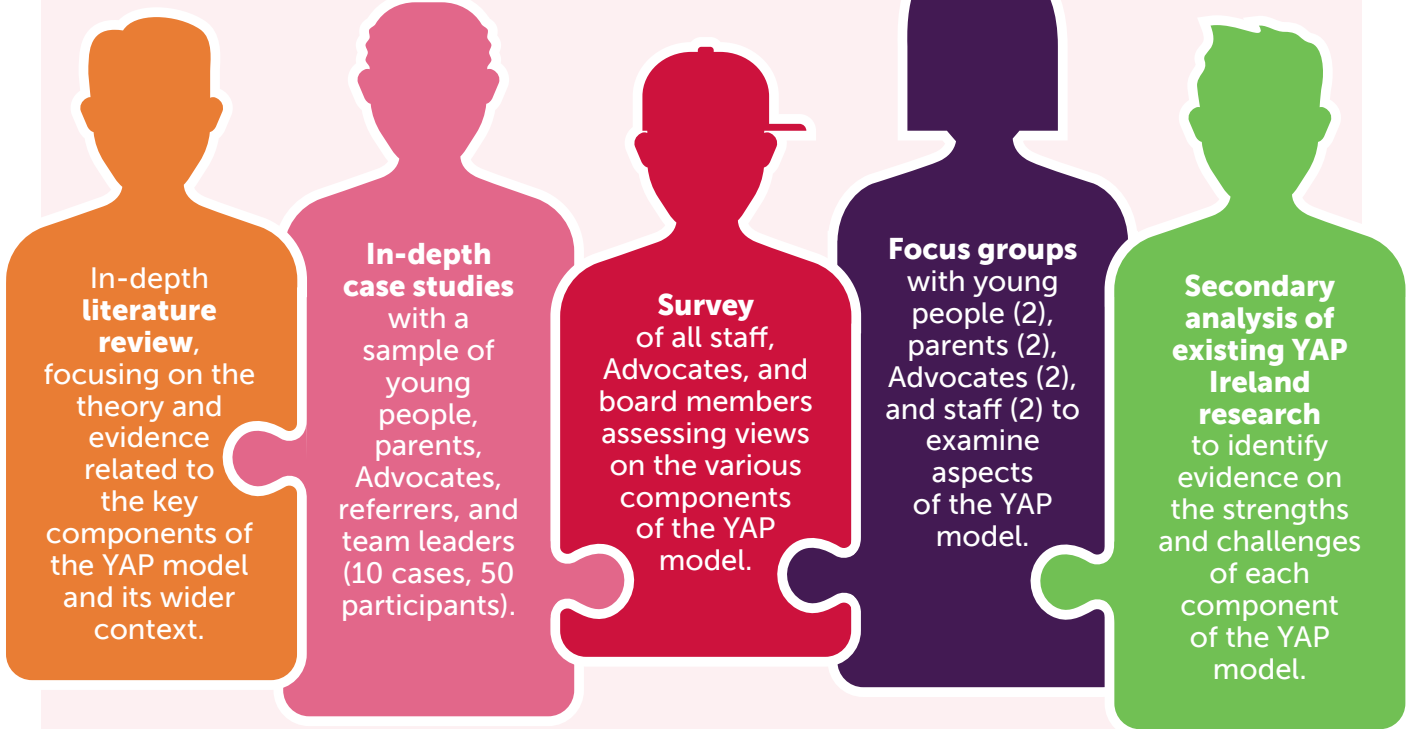 In-depth
literature
review,
focusing on the
theory and
evidence
related to
the key
components of
the YAP model
and its wider
context.
In-depth
case studies
with a
sample of
young
people,
parents,
Advocates,
referrers, and
team leaders
(10 cases, 50
participants).
Survey
of all staff,
Advocates, and
board members
assessing views
on the various
components
of the YAP
model.
Focus groups
with young
people (2),
parents (2),
Advocates (2),
and staff (2) to
examine
aspects
of the YAP
model.
Secondary
analysis of
existing YAP
Ireland
research
to identify
evidence on
the strengths
and challenges
of each
component
of the YAP
model.